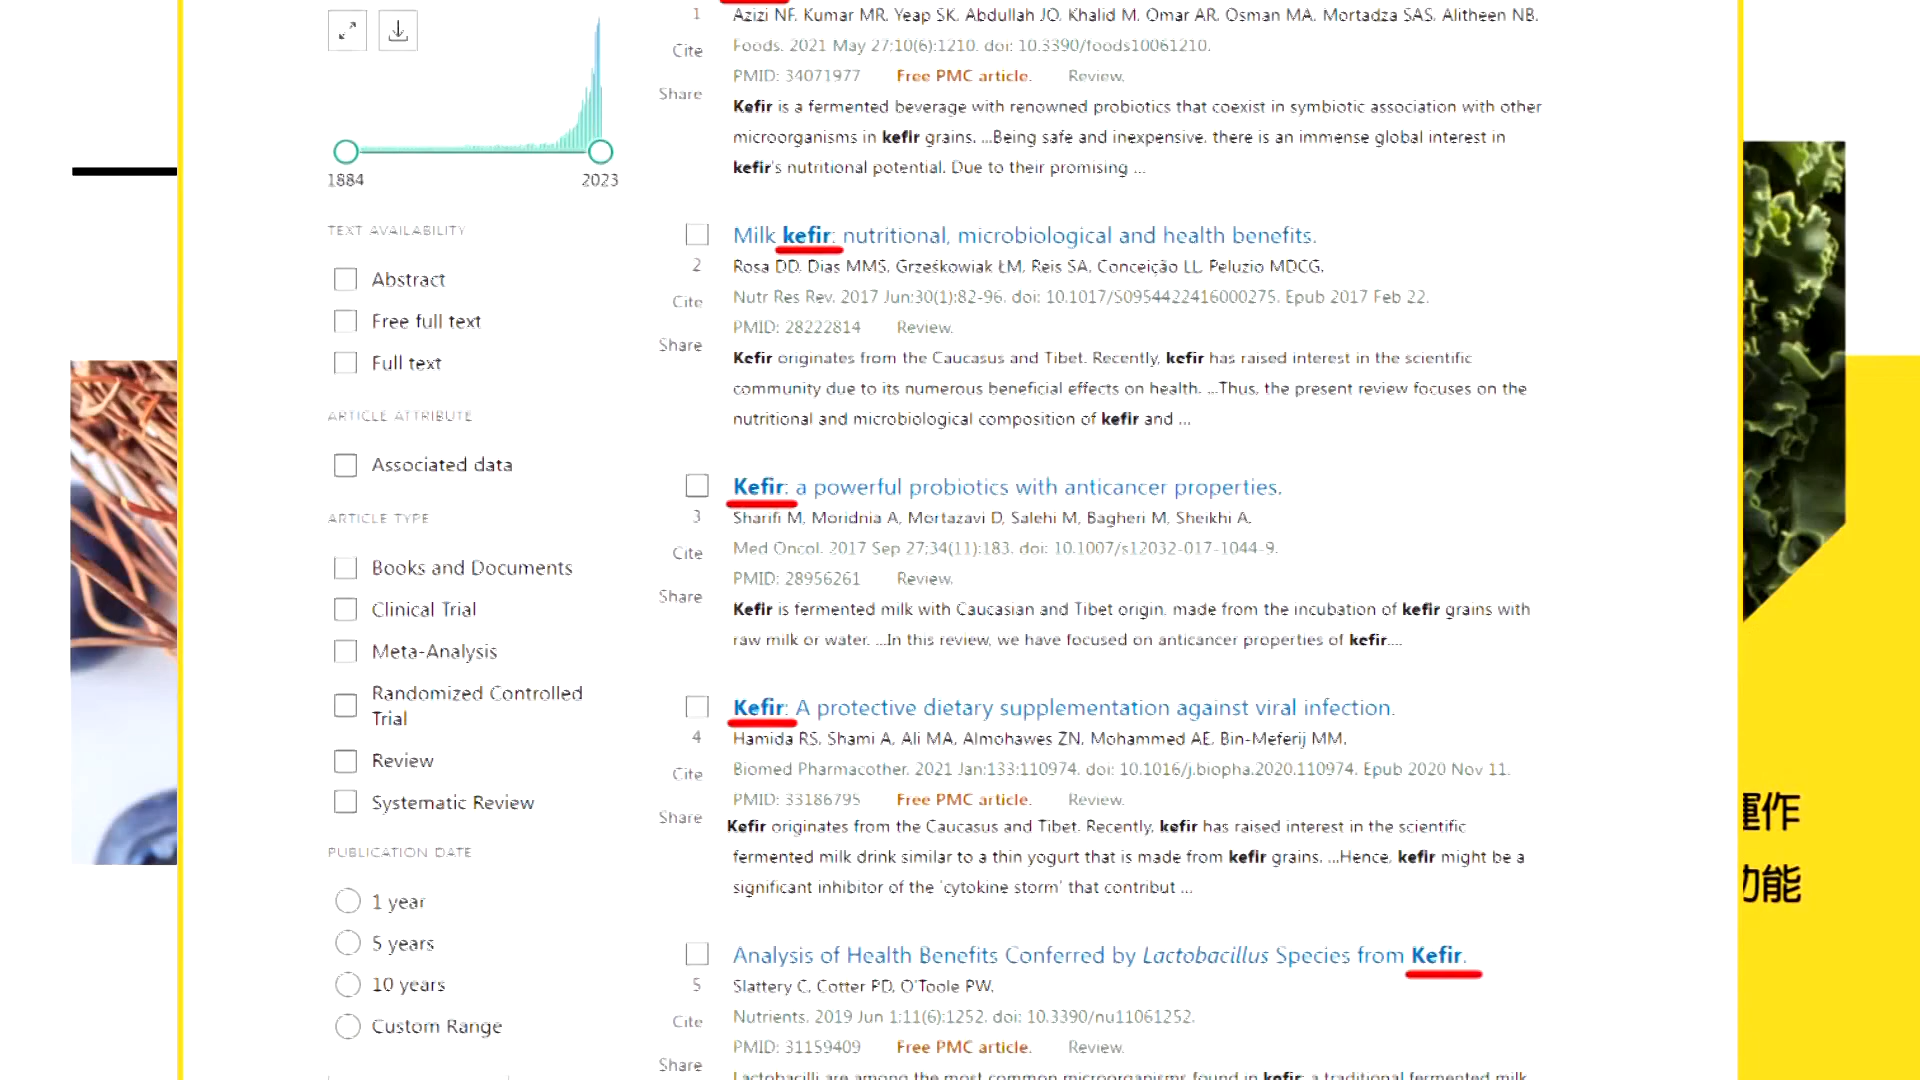 1884
2023
TEXT AVAILABILITY
Abstract
Free full text
Full text
ARTICLE ATTRIBUTE
Associated data
ARTICLE TYPE
Books and Documents
Clinical Trial
Meta-Analysis
Randomized Controlled
Trial
Review
Systematic Review
PUBLICATION DATE
1 year
5 years
10 years
Custom Range
1
Cite
Share
Azizi NF, Kumar MR, Yeap SK, Abdullah JO, Khalid M, Omar AR, Osman MA, Mortadza SAS, Alitheen NB.
Foods. 2021 May 27;10(6):1210. doi: 10.3390/foods10061210.
PMID: 34071977 Free PMC article. Review.
Kefir is a fermented beverage with renowned probiotics that coexist in symbiotic association with other
microorganisms in kefir grains. ...Being safe and inexpensive, there is an immense global interest in
kefir's nutritional potential. Due to their promising ...
2
Cite
Share
Milk kefir: nutritional, microbiological and health benefits.
Rosa DD, Dias MMS, Grześkowiak ŁM, Reis SA, Conceição LL, Peluzio MDCG.
Nutr Res Rev. 2017 Jun;30(1):82-96. doi: 10.1017/S0954422416000275. Epub 2017 Feb 22.
PMID: 28222814 Review.
Kefir originates from the Caucasus and Tibet. Recently, kefir has raised interest in the scientific
community due to its numerous beneficial effects on health. ...Thus, the present review focuses on the
nutritional and microbiological composition of kefir and ...
3
Cite
Share
Kefir: a powerful probiotics with anticancer properties.
Sharifi M, Moridnia A, Mortazavi D, Salehi M, Bagheri M, Sheikhi A.
Med Oncol. 2017 Sep 27;34(11):183. doi: 10.1007/s12032-017-1044-9.
PMID: 28956261 Review.
Kefir is fermented milk with Caucasian and Tibet origin, made from the incubation of kefir grains with
raw milk or water. ...In this review, we have focused on anticancer properties of kefir....
4
Cite
Share
Kefir: A protective dietary supplementation against viral infection.
Hamida RS, Shami A, Ali MA, Almohawes ZN, Mohammed AE, Bin-Meferij MM.
Biomed Pharmacother. 2021 Jan;133:110974. doi: 10.1016/j.biopha.2020.110974. Epub 2020 Nov 11.
PMID: 33186795 Free PMC article. Review.
Kefir originates from the Caucasus and Tibet. Recently, kefir has raised interest in the scientific
fermented milk drink similar to a thin yogurt that is made from kefir grains. ...Hence, kefir might be a
significant inhibitor of the 'cytokine storm' that contribut ...
5
Cite
Share
Analysis of Health Benefits Conferred by Lactobacillus Species from Kefir.
Slattery C, Cotter PD, O'Toole PW.
Nutrients. 2019 Jun 1;11(6):1252. doi: 10.3390/nu11061252.
PMID: 31159409 Free PMC article. Review.
Lactobacilli are among the most common microorganisms found in kefir; a traditional fermented milk
運作
功能